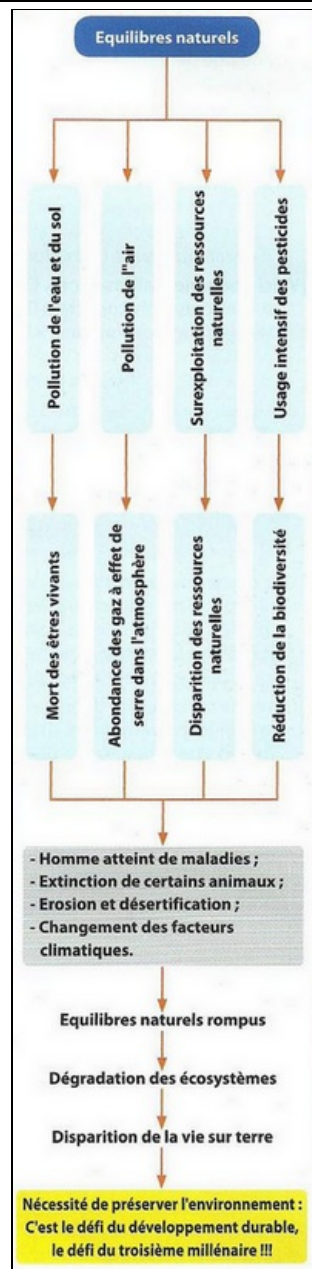 Equilibres naturels
Pollution de l'eau et du sol
Pollution de l''air
Surexploitation des ressources
naturelles
Usage intensif des pesticides
Mort des êtres vivants
Abondance des gaz à effet de
serre dans l'atmosphère
Disparition des ressources
naturelles
Réduction de la biodiversité
- Homme atteint de maladies ;
- Extinction de certains animaux ;
- Erosion et désertification ;
- Changement des facteurs
climatiques.
Equilibres naturels rompus
Dégradation des écosystèmes
Disparition de la vie sur terre
Nécessité de préserver l'environnement :
C'est le défi du développement durable,
le défi du troisième millénaire !!!